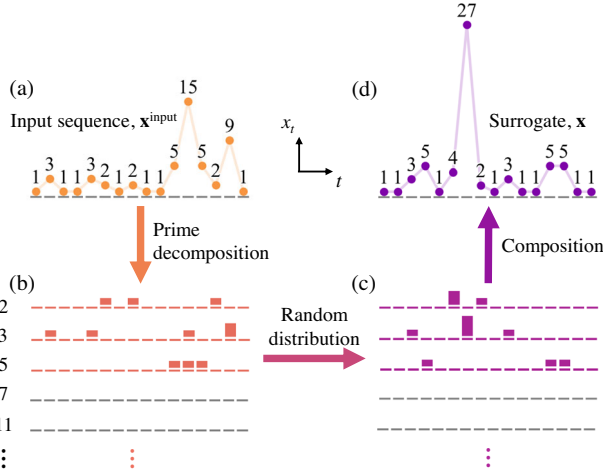 (a)
Input sequence, x^input
1 3 1 1 3 2 1 2 1 1 5 15 5 2 9 1
x_t
t
(d)
Surrogate, x
1 1 3 5 1 4 27 2 1 3 1 1 5 5 1 1
Prime
decomposition
Composition
(b)
2
3
5
7
11
⋮
⋮
Random
distribution
(c)
⋮